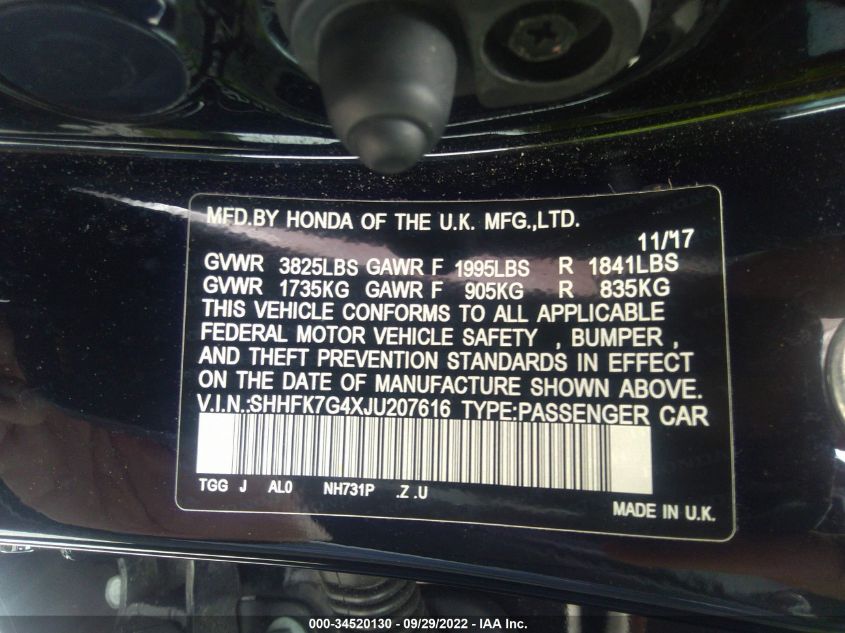 MFD.BY HONDA OF THE U.K. MFG.,LTD.
11/17
GVWR 3825LBS GAWR F 1995LBS R 1841LBS
GVWR 1735KG GAWR F 905KG R 835KG
THIS VEHICLE CONFORMS TO ALL APPLICABLE
FEDERAL MOTOR VEHICLE SAFETY , BUMPER ,
AND THEFT PREVENTION STANDARDS IN EFFECT
ON THE DATE OF MANUFACTURE SHOWN ABOVE.
V.I.N.:SHHFK7G4XJU207616 TYPE:PASSENGER CAR
TGG J AL0 NH731P .Z .U
MADE IN U.K.
000-34520130 - 09/29/2022 - IAA Inc.